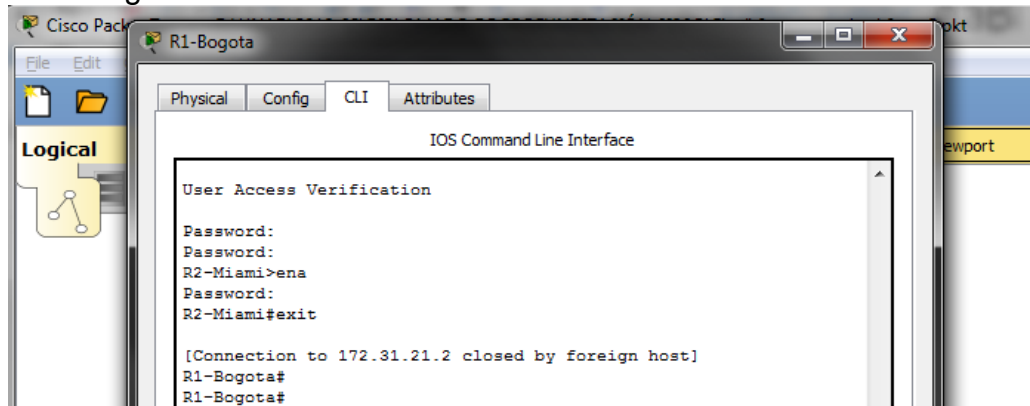 Cisco Pack
R1-Bogota
okt
File Edit
Physical Config CLI Attributes
IOS Command Line Interface
Logical
ewport
User Access Verification
Password:
Password:
R2-Miami>ena
Password:
R2-Miami#exit
[Connection to 172.31.21.2 closed by foreign host]
R1-Bogota#
R1-Bogota#